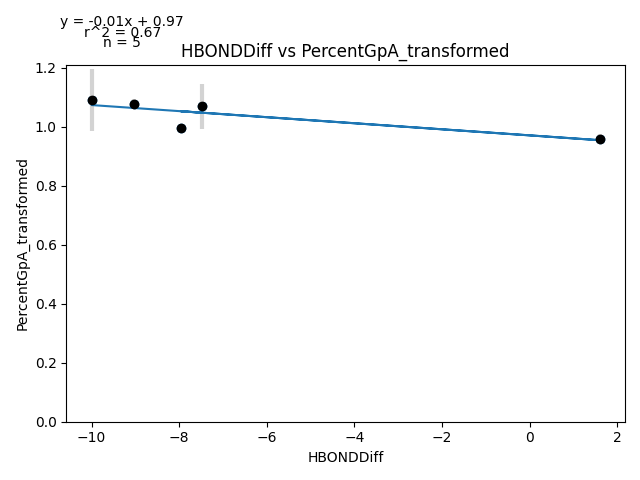 y = -0.01x + 0.97
r^2 = 0.67
n = 5
HBONDDiff vs PercentGpA_transformed
PercentGpA_transformed
1.2
1.0
0.8
0.6
0.4
0.2
0.0
−10
−8
−6
−4
−2
0
2
HBONDDiff